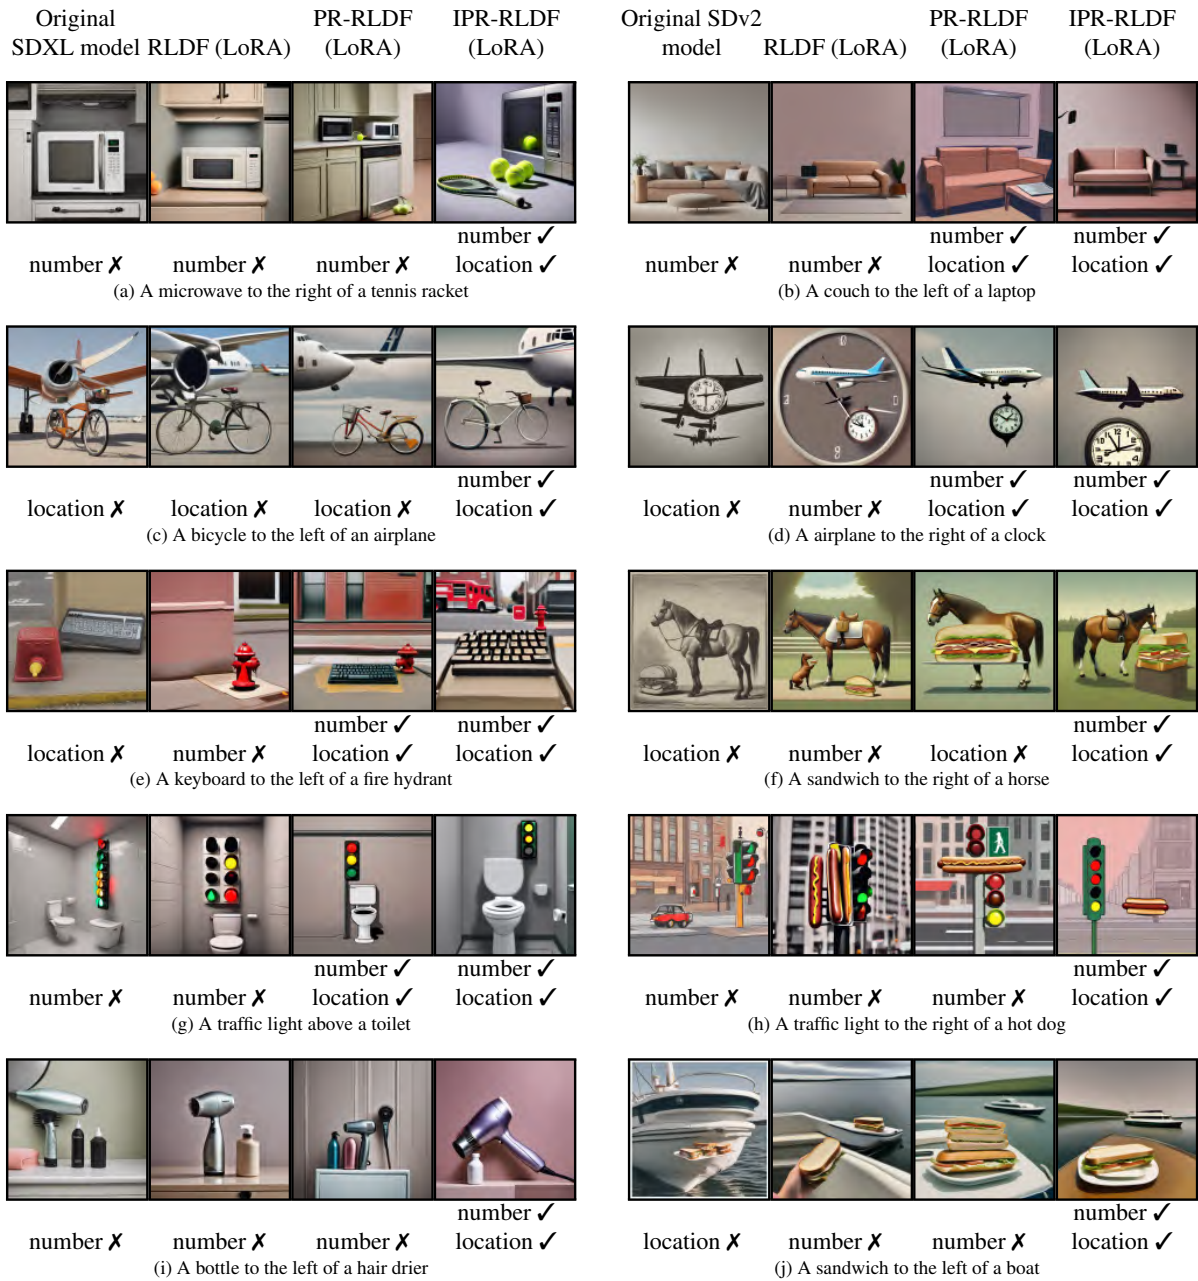 Original
SDXL model RLDF (LoRA) PR-RLDF (LoRA) IPR-RLDF (LoRA)
Original SDv2 model RLDF (LoRA) PR-RLDF (LoRA) IPR-RLDF (LoRA)
number ✗ number ✗ number ✗ number ✓ location ✓
(a) A microwave to the right of a tennis racket
number ✗ number ✗ number ✓ location ✓ number ✓ location ✓
(b) A couch to the left of a laptop
location ✗ location ✗ location ✗ number ✓ location ✓
(c) A bicycle to the left of an airplane
location ✗ number ✗ number ✓ location ✓ number ✓ location ✓
(d) A airplane to the right of a clock
location ✗ number ✗ number ✓ location ✓ number ✓ location ✓
(e) A keyboard to the left of a fire hydrant
location ✗ number ✗ location ✗ number ✓ location ✓
(f) A sandwich to the right of a horse
number ✗ number ✗ number ✓ location ✓ number ✓ location ✓
(g) A traffic light above a toilet
number ✗ number ✗ number ✗ number ✓ location ✓
(h) A traffic light to the right of a hot dog
number ✗ number ✗ number ✗ number ✓ location ✓
(i) A bottle to the left of a hair drier
location ✗ number ✗ number ✗ number ✓ location ✓
(j) A sandwich to the left of a boat